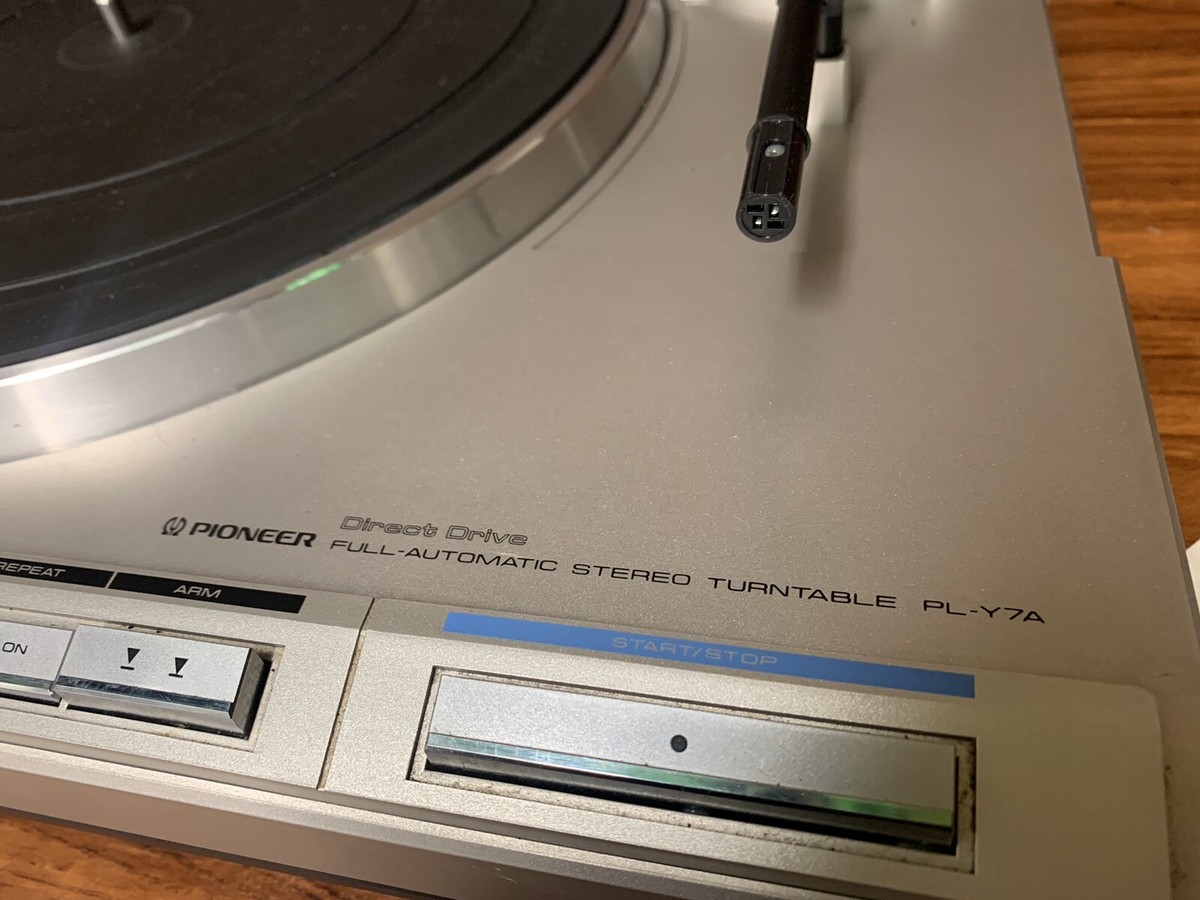 PIONEER Direct Drive
FULL-AUTOMATIC STEREO TURNTABLE PL-Y7A
REPEAT ARM
START/STOP
ON